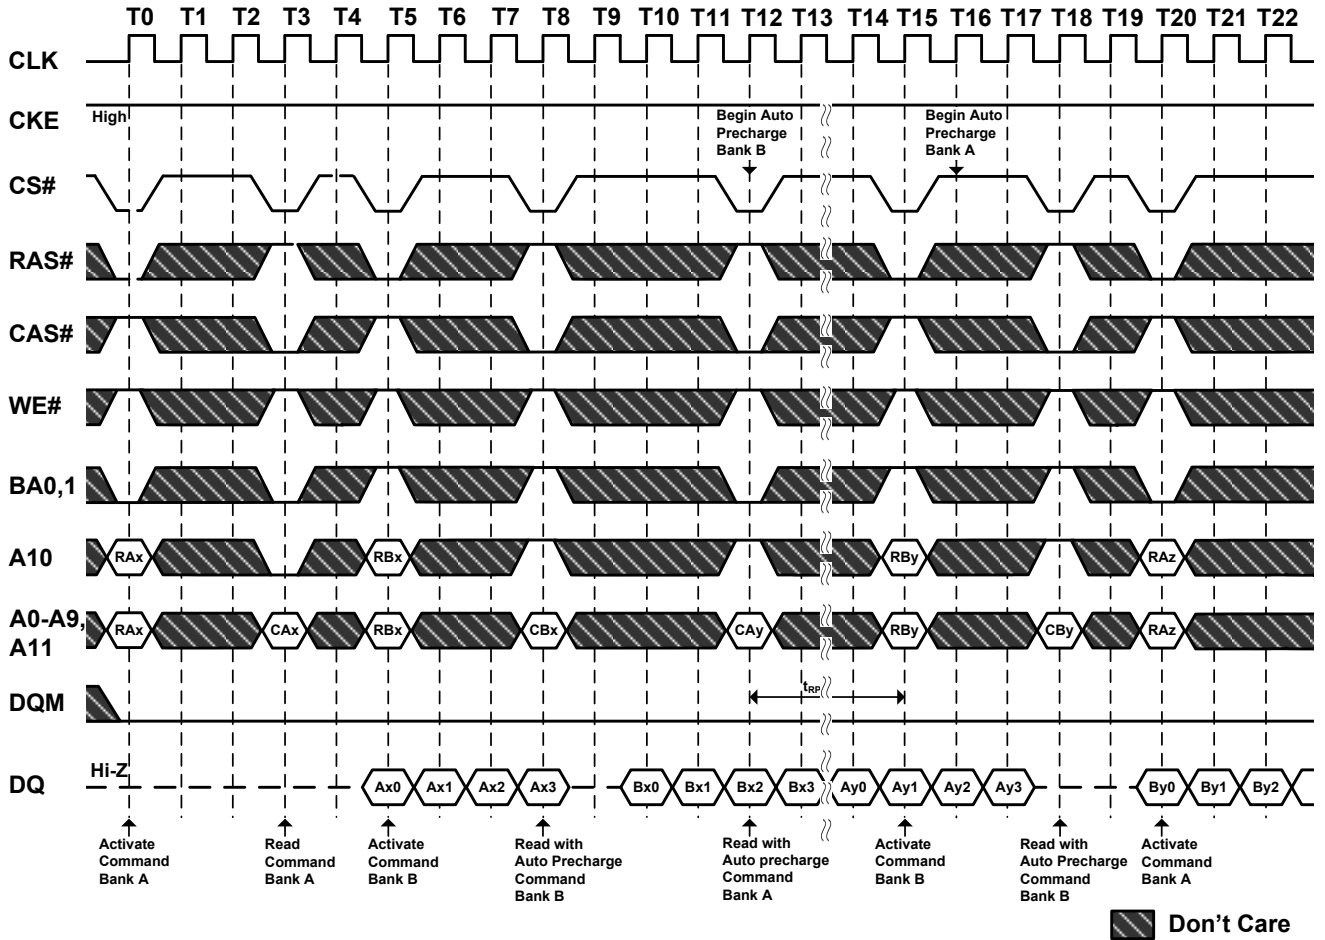 T0 T1 T2 T3 T4 T5 T6 T7 T8 T9 T10 T11 T12 T13 T14 T15 T16 T17 T18 T19 T20 T21 T22
CLK
CKE
High
Begin Auto
Precharge
Bank B
Begin Auto
Precharge
Bank A
CS#
RAS#
CAS#
WE#
BA0,1
A10
RAx RBx RBy RAz
A0-A9,
A11
RAx CAx RBx CBx CAy RBy CBy RAz
DQM
tRP
DQ
Hi-Z
Ax0 Ax1 Ax2 Ax3 Bx0 Bx1 Bx2 Bx3 Ay0 Ay1 Ay2 Ay3 By0 By1 By2
Activate
Command
Bank A
Read
Command
Bank A
Activate
Command
Bank B
Read with
Auto Precharge
Command
Bank B
Read with
Auto precharge
Command
Bank A
Activate
Command
Bank B
Read with
Auto Precharge
Command
Bank B
Activate
Command
Bank A
Don't Care